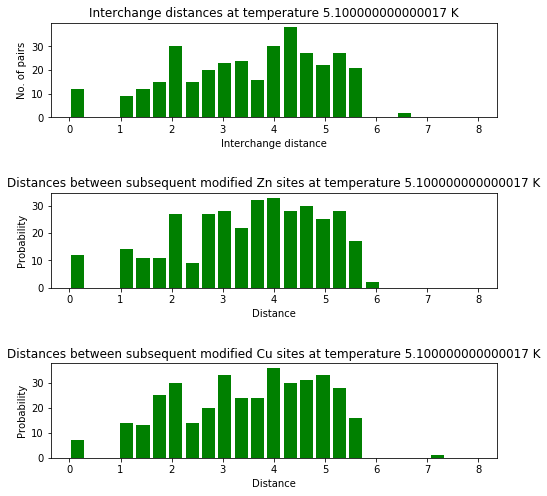 Interchange distances at temperature 5.100000000000017 K
No. of pairs
30
20
10
0
0 1 2 3 4 5 6 7 8
Interchange distance
Distances between subsequent modified Zn sites at temperature 5.100000000000017 K
Probability
30
20
10
0
0 1 2 3 4 5 6 7 8
Distance
Distances between subsequent modified Cu sites at temperature 5.100000000000017 K
Probability
30
20
10
0
0 1 2 3 4 5 6 7 8
Distance